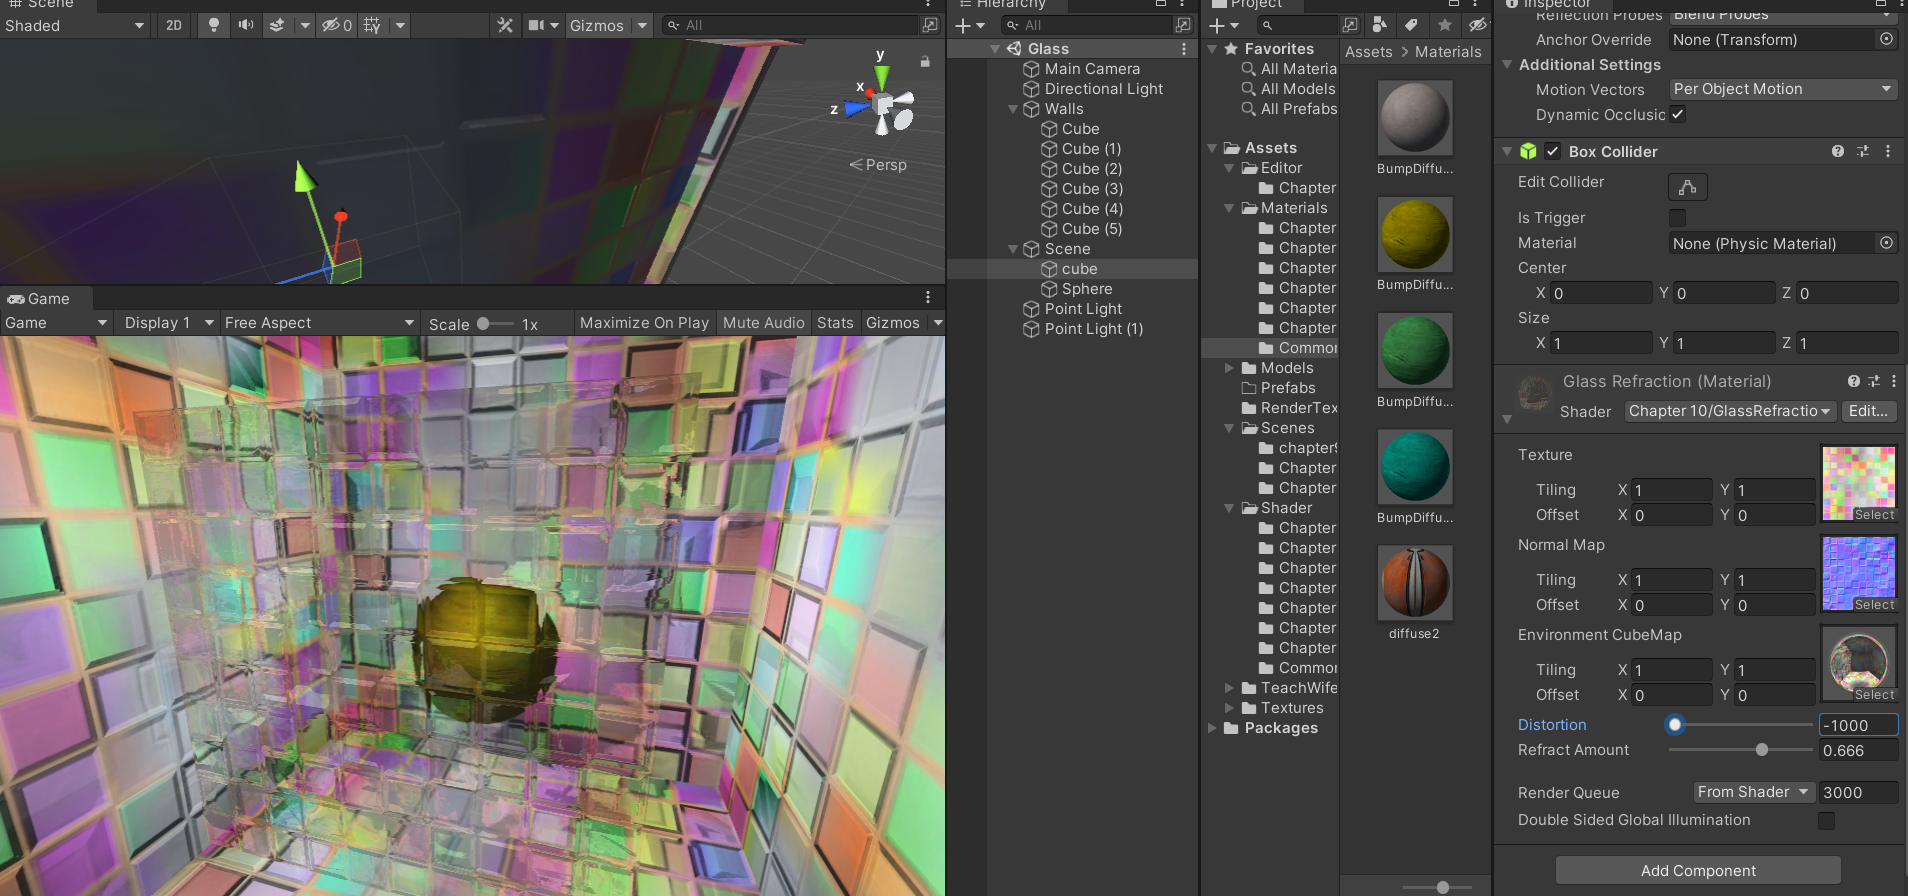 Scene
Shaded
2D
0
Gizmos
All
y
x
z
Persp
Game
Game
Display 1
Free Aspect
Scale
1x
Maximize On Play
Mute Audio
Stats
Gizmos
Hierarchy
All
Glass
Main Camera
Directional Light
Walls
Cube
Cube (1)
Cube (2)
Cube (3)
Cube (4)
Cube (5)
Scene
cube
Sphere
Point Light
Point Light (1)
Project
Favorites
All Materia
All Models
All Prefabs
Assets
Editor
Chapter
Materials
Chapter
Chapter
Chapter
Chapter
Chapter
Chapter
Common
Models
Prefabs
RenderTex
Scenes
chapter9
Chapter
Chapter
Shader
Chapter
Chapter
Chapter
Chapter
Chapter
Chapter
Chapter
Common
TeachWife
Textures
Packages
Assets > Materials
BumpDiffu...
BumpDiffu...
BumpDiffu...
BumpDiffu...
diffuse2
Inspector
Reflection Probes Blend Probes
Anchor Override None (Transform)
Additional Settings
Motion Vectors Per Object Motion
Dynamic Occlusic
Box Collider
Edit Collider
Is Trigger
Material None (Physic Material)
Center
X 0 Y 0 Z 0
Size
X 1 Y 1 Z 1
Glass Refraction (Material)
Shader Chapter 10/GlassRefractio Edit...
Texture
Tiling X 1 Y 1
Offset X 0 Y 0 Select
Normal Map
Tiling X 1 Y 1
Offset X 0 Y 0 Select
Environment CubeMap
Tiling X 1 Y 1
Offset X 0 Y 0 Select
Distortion -1000
Refract Amount 0.666
Render Queue From Shader 3000
Double Sided Global Illumination
Add Component